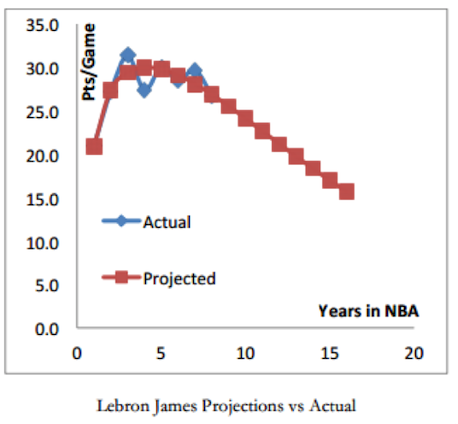 35.0
30.0
25.0
20.0
15.0
10.0
5.0
0.0
Pts/Game
Actual
Projected
Years in NBA
0 5 10 15 20
Lebron James Projections vs Actual